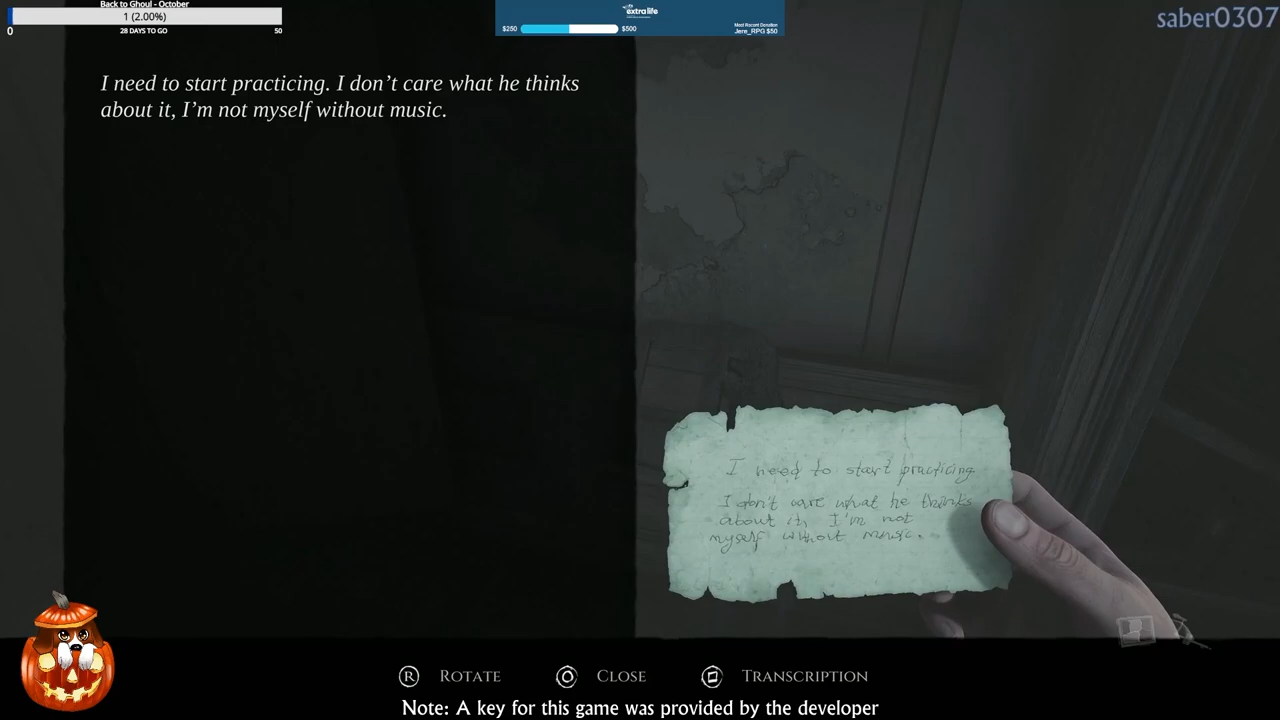 Back to Ghoul - October
1 (2.00%)
0 28 DAYS TO GO 50
extralife
$250 $500
Most Recent Donation
Jere_RPG $50
saber0307
I need to start practicing. I don’t care what he thinks
about it, I’m not myself without music.
I need to start practicing
I don't care what he thinks
about it, I'm not
myself without music.
R ROTATE CLOSE TRANSCRIPTION
Note: A key for this game was provided by the developer